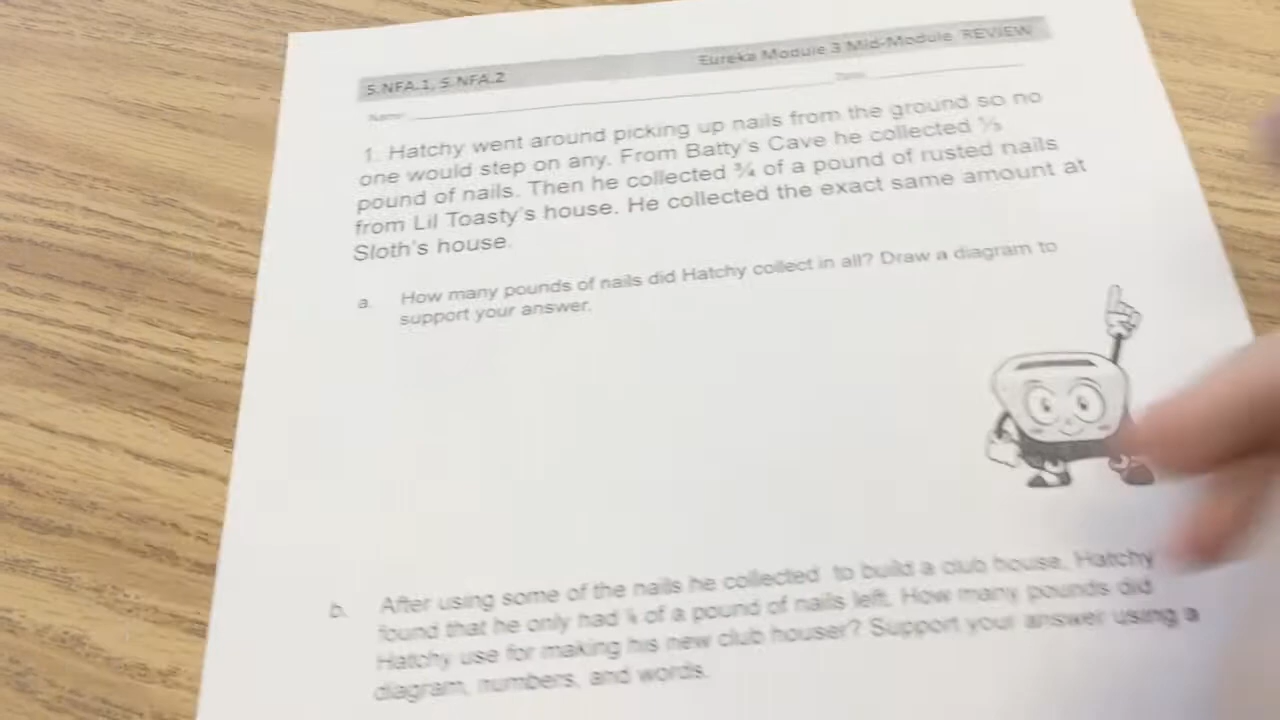 5.NFA.1, 5.NFA.2
Eureka Module 3 Mid-Module REVIEW
Name: Date:
1. Hatchy went around picking up nails from the ground so no
one would step on any. From Batty's Cave he collected ⅓
pound of nails. Then he collected ¾ of a pound of rusted nails
from Lil Toasty's house. He collected the exact same amount at
Sloth's house.
a. How many pounds of nails did Hatchy collect in all? Draw a diagram to
support your answer.
b. After using some of the nails he collected to build a club house, Hatchy
found that he only had of a pound of nails left. How many pounds did
Hatchy use for making his new club houser? Support your answer using a
diagram, numbers, and words.